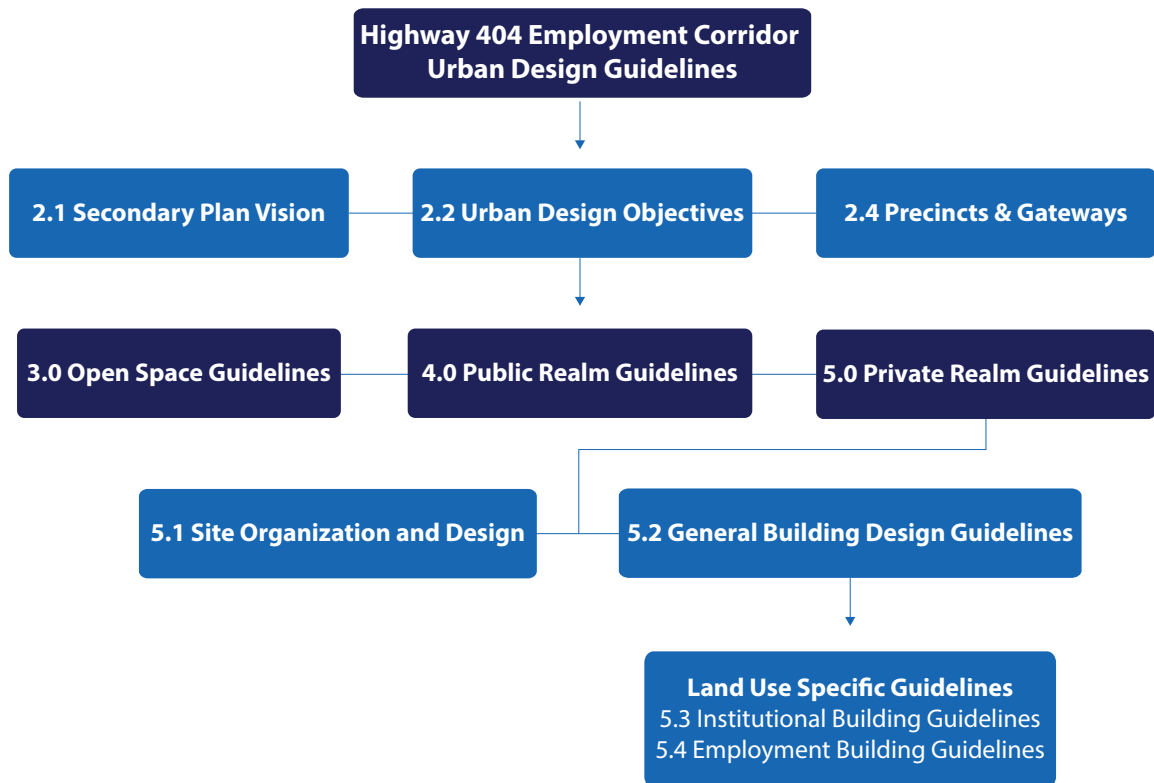 Highway 404 Employment Corridor
Urban Design Guidelines
2.1 Secondary Plan Vision
2.2 Urban Design Objectives
2.4 Precincts & Gateways
3.0 Open Space Guidelines
4.0 Public Realm Guidelines
5.0 Private Realm Guidelines
5.1 Site Organization and Design
5.2 General Building Design Guidelines
Land Use Specific Guidelines
5.3 Institutional Building Guidelines
5.4 Employment Building Guidelines